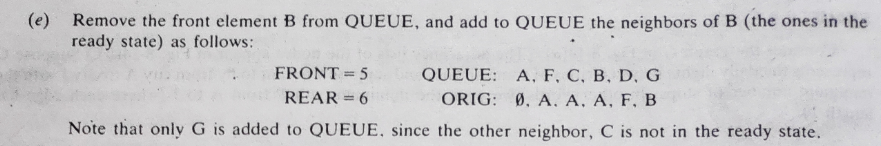 (e) Remove the front element B from QUEUE, and add to QUEUE the neighbors of B (the ones in the
ready state) as follows:
FRONT = 5 QUEUE: A, F, C, B, D, G
REAR = 6 ORIG: Ø, A, A, A, F, B
Note that only G is added to QUEUE, since the other neighbor, C is not in the ready state.